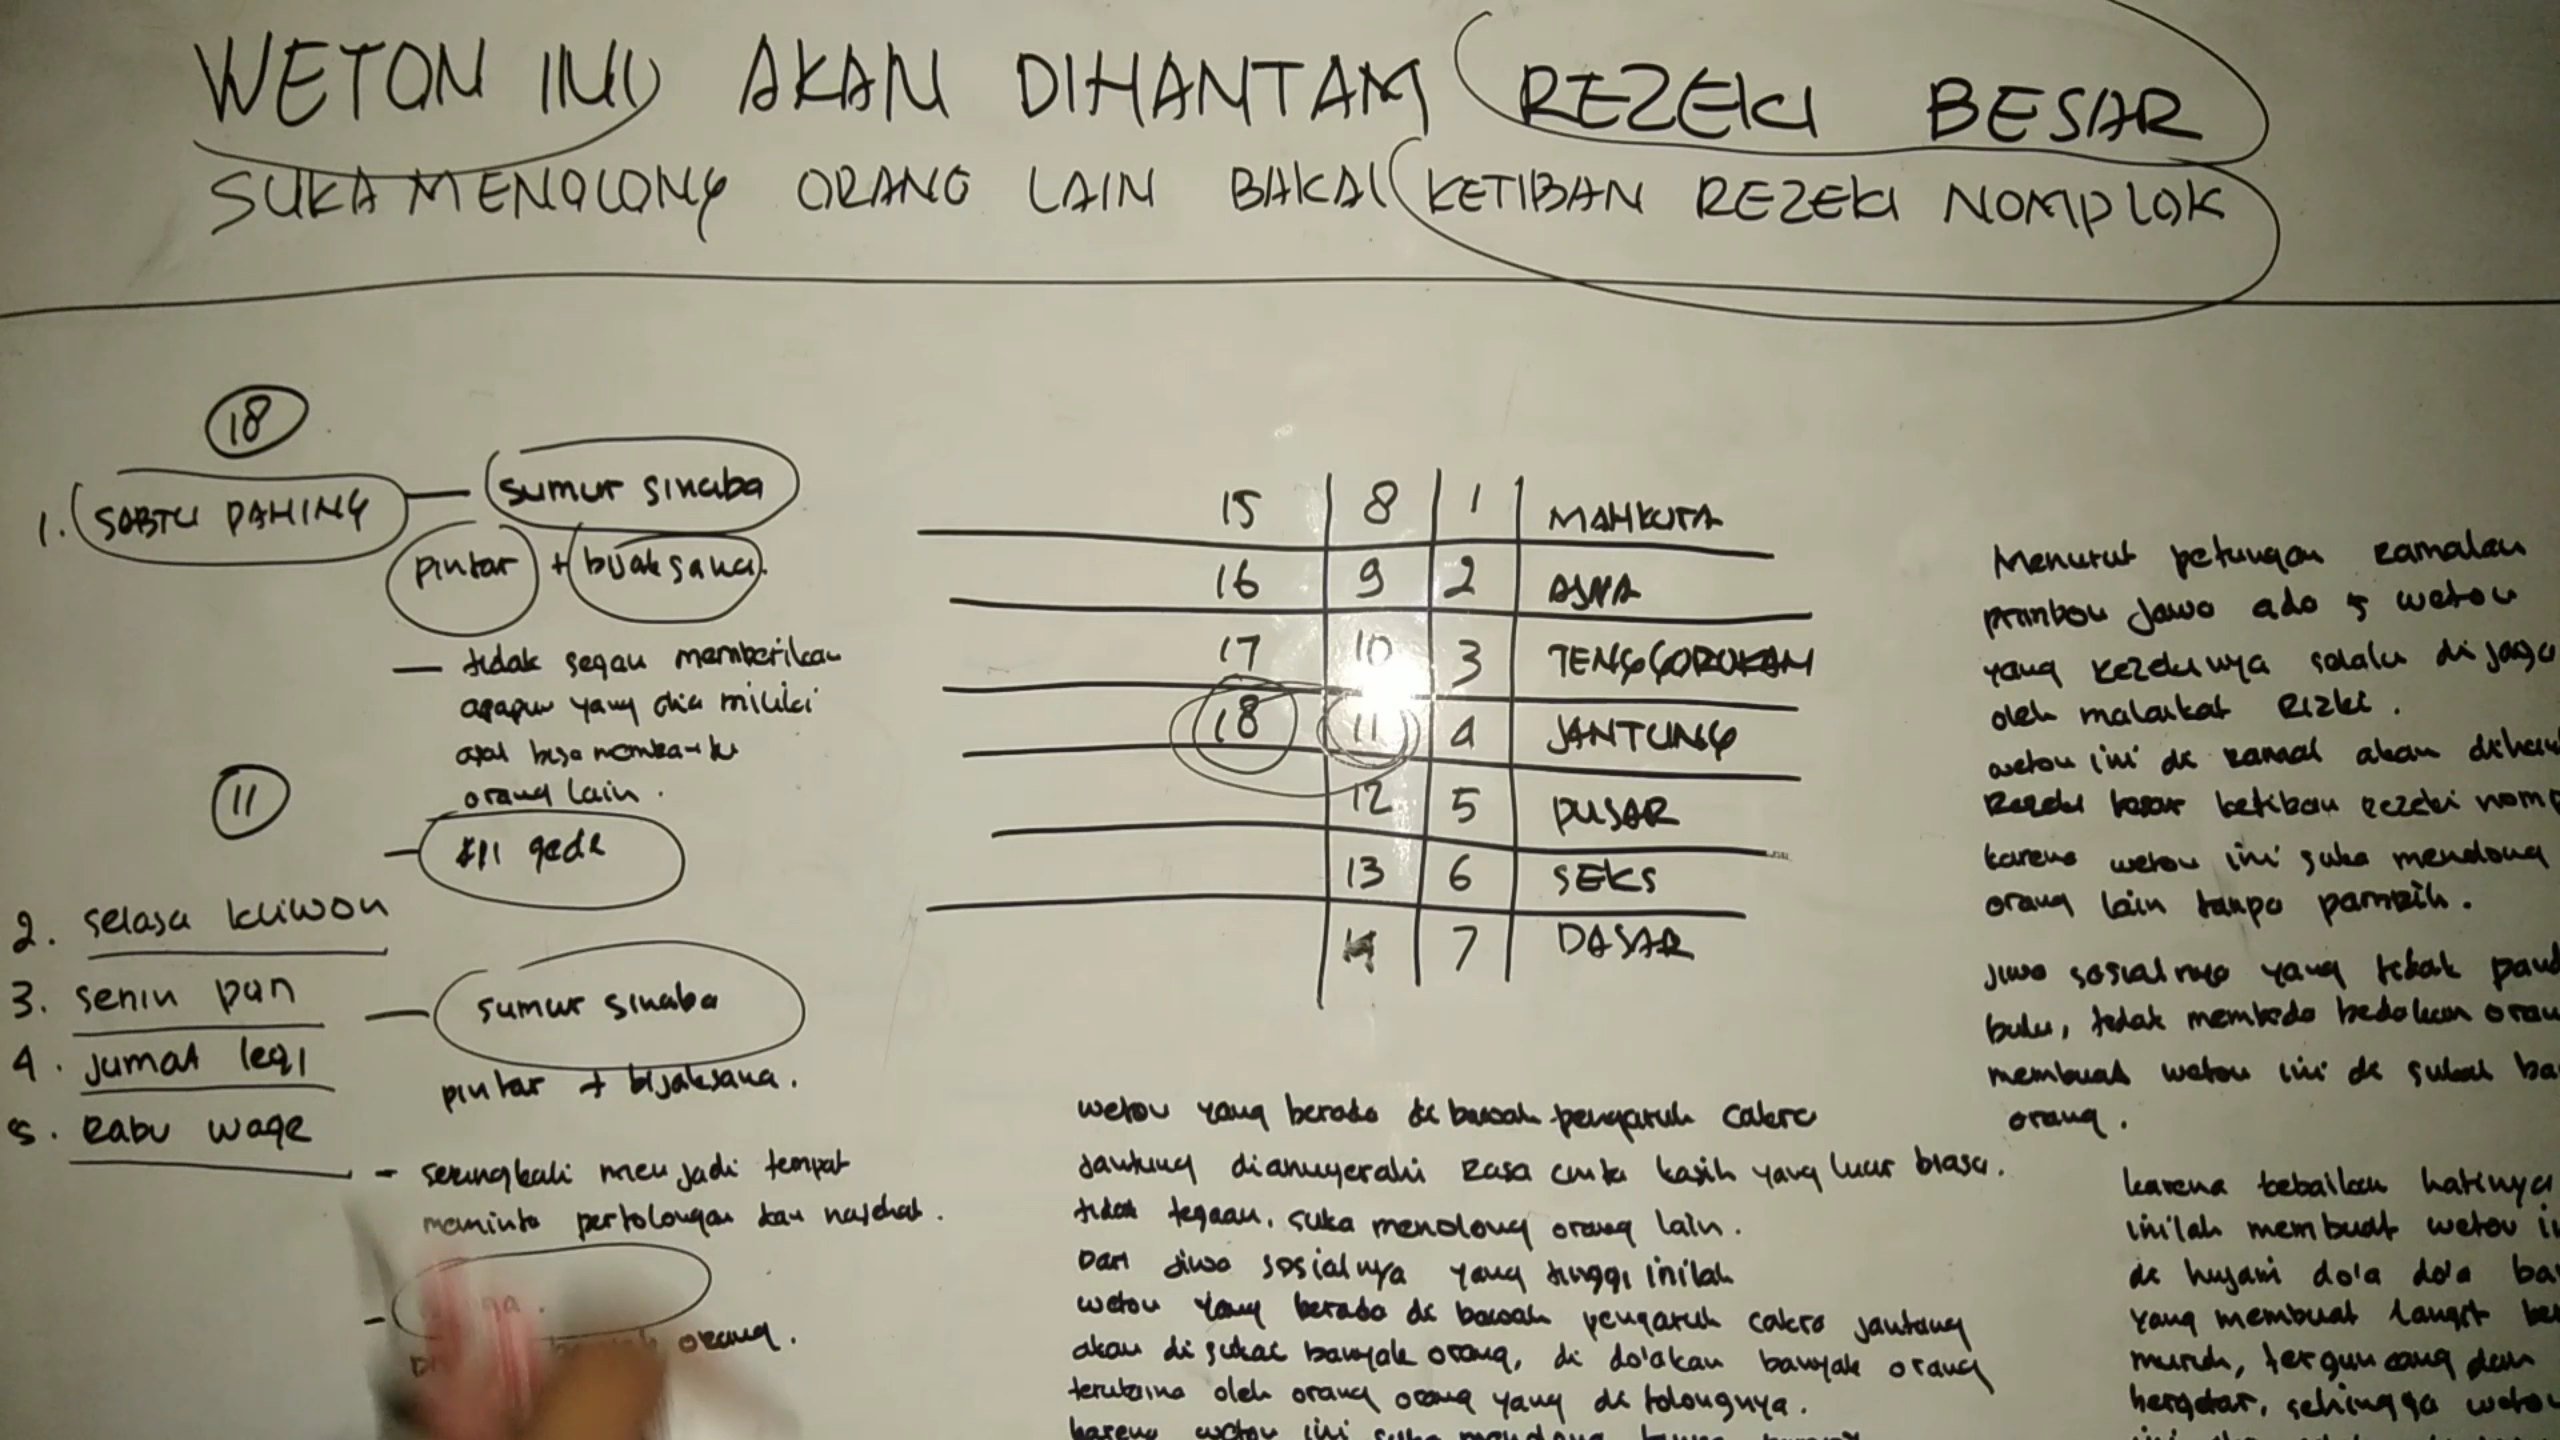 WETON INI AKAN DIHANTAM REZEKI BESAR
SUKA MENOLONG ORANG LAIN BAKAL KETIBAN REZEKI NOMPLOK
18
1. SABTU PAHING — sumur sinaba
pintar + bijaksana.
— tidak segan memberikan
apapun yang dia miliki
asal bisa membantu
orang lain.
11
— gede
2. selasa kliwon
3. senin pon
4. jumat legi
5. Rabu wage
— sumur sinaba
pintar + bijaksana.
- seringkali menjadi tempat
meminta pertolongan dan nasehat.
-
orang.
15 8 1 MAHKUTA
16 9 2 AJNA
17 10 3 TENGGOROKAN
18 11 4 JANTUNG
12 5 PUSAR
13 6 SEKS
14 7 DASAR
wetou yang berada di bawah pengaruh cakra
Jantung dianugerahi Rasa cinta kasih yang luar biasa.
tidak tegaan, suka menolong orang lain.
Dari Jiwa sosialnya yang tinggi inilah
weton yang berada di bawah pengaruh cakra jantung
akan di sukai banyak orang, di do'akan banyak orang
terutama oleh orang orang yang di tolongnya.
karena weton ini suka
Menurut petungan Ramalan
primbon Jawa ada 5 weton
yang rezekinya selalu di jaga
oleh malaikat Rizki.
weton ini di ramal akan
Rezeki besar ketiban rezeki
karena weton ini suka menolong
orang lain tanpa pamrih.
Jiwa sosialnya yang tidak
bulu, tidak membeda bedakan
membuat weton ini di sukai
orang.
karena kebaikan hatinya
inilah membuat weton
di hujani do'a do'a
yang membuat langit
muruh, terguncang dan
bergetar, sehingga weton